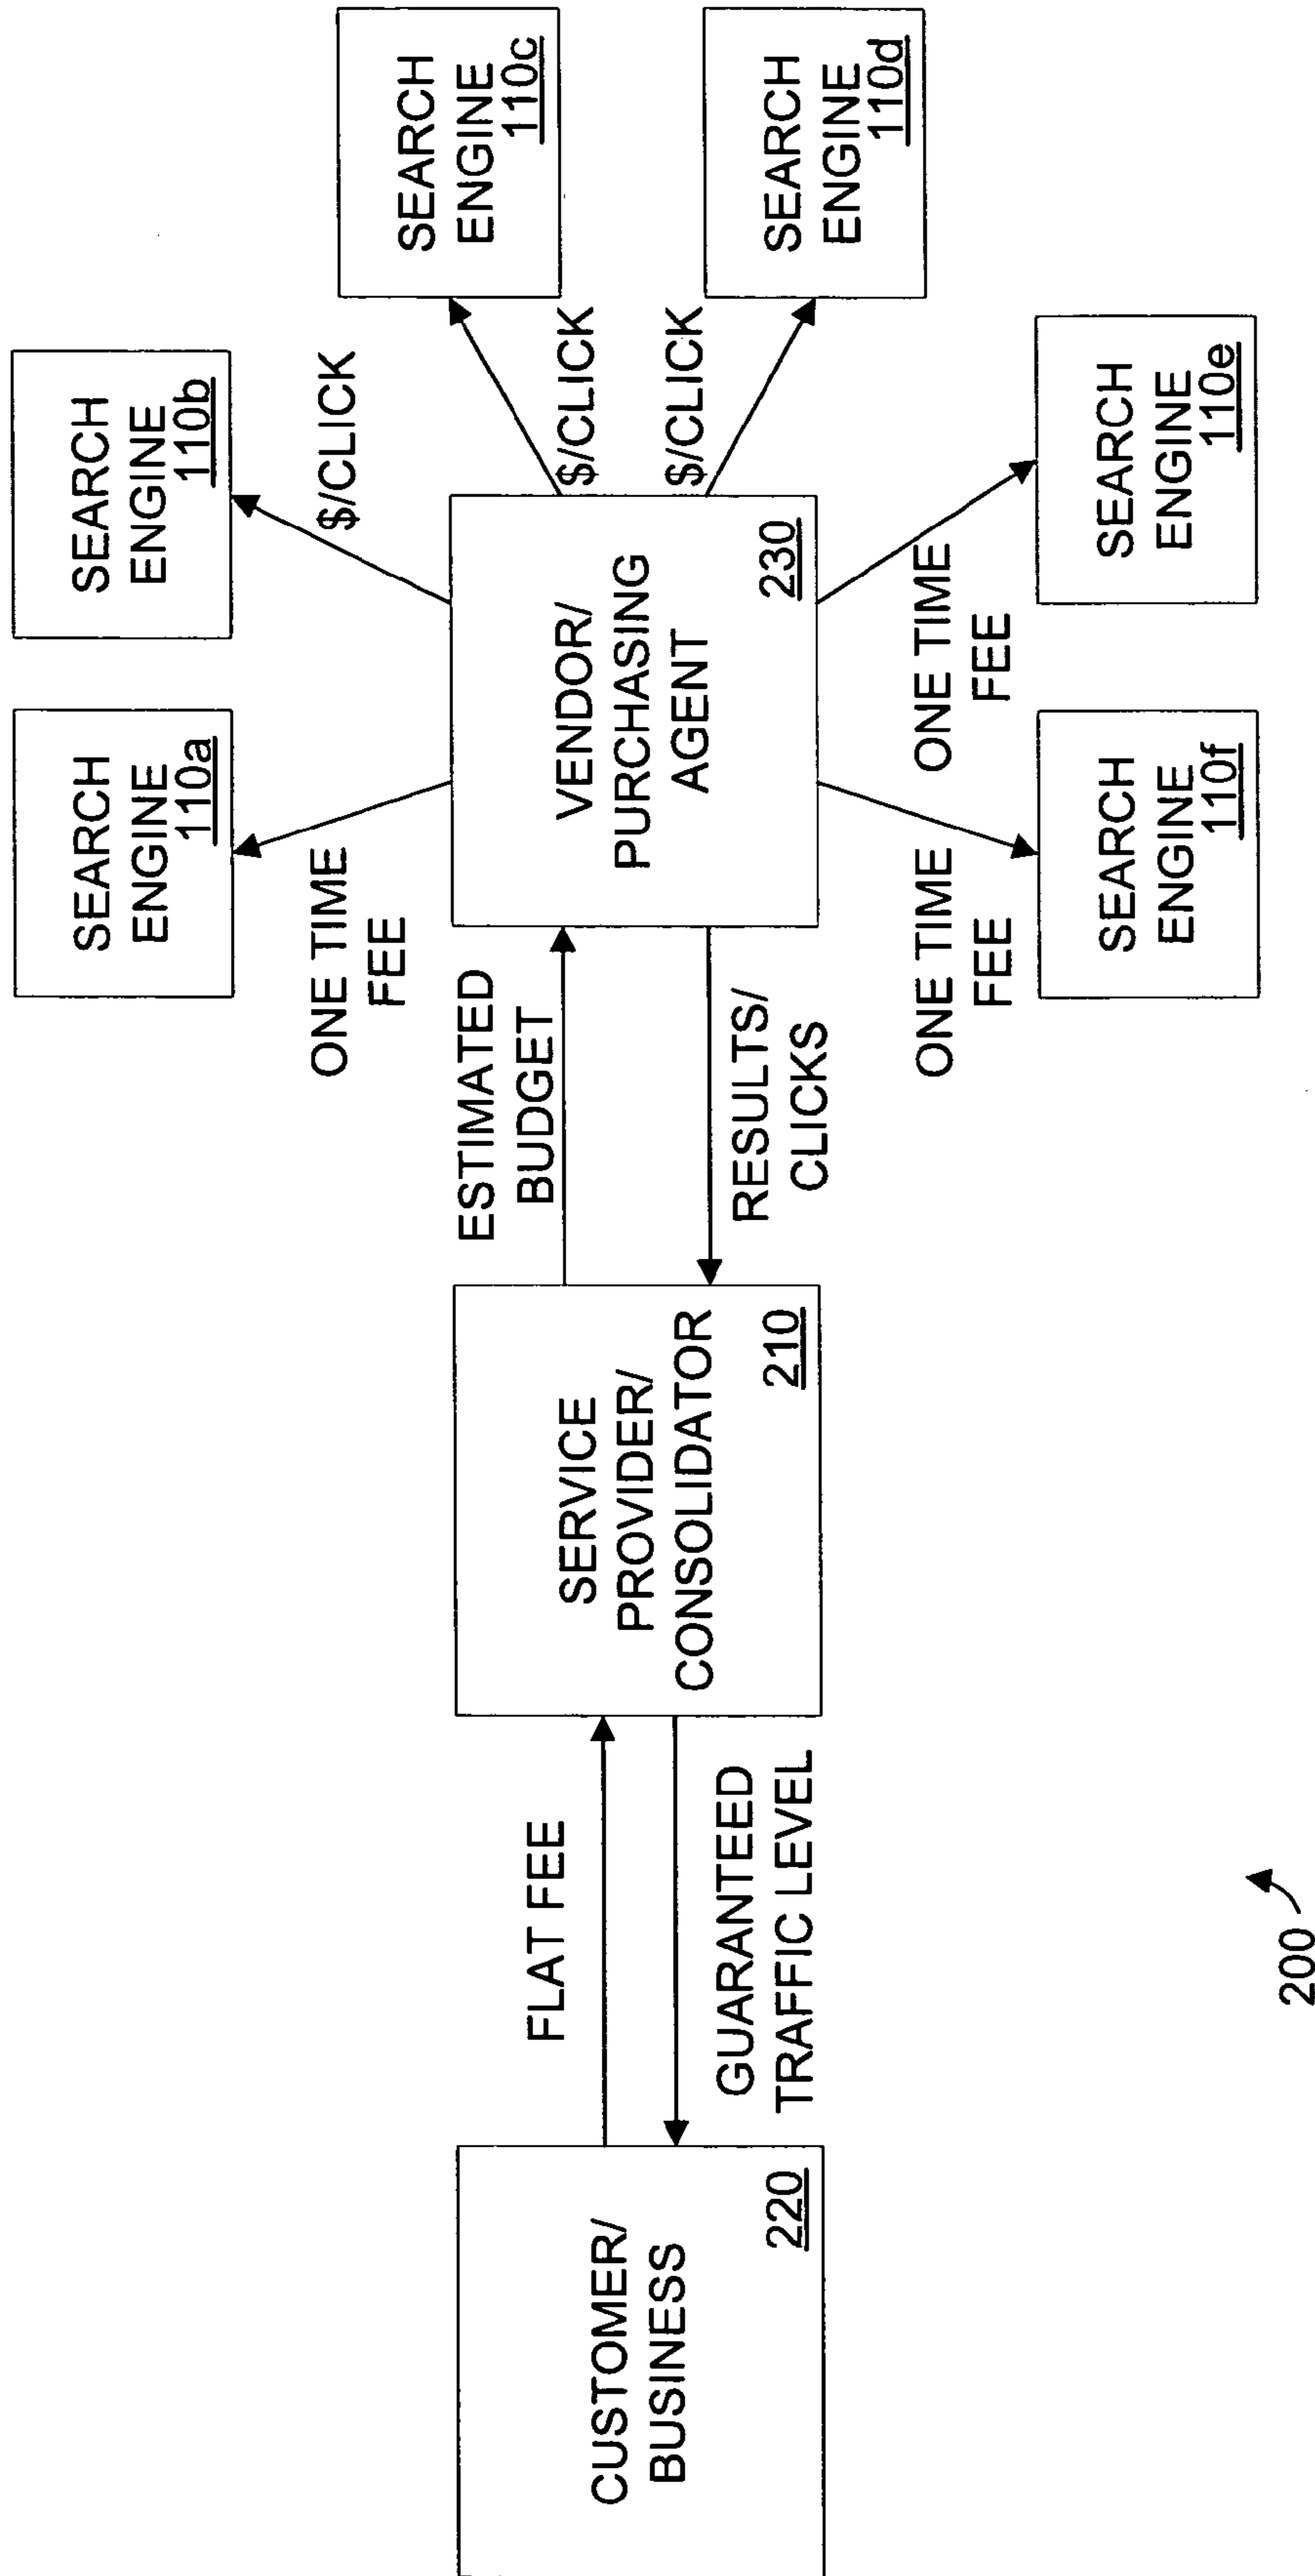 CUSTOMER/
BUSINESS
220
FLAT FEE
GUARANTEED
TRAFFIC LEVEL
SERVICE
PROVIDER/
CONSOLIDATOR
210
ESTIMATED
BUDGET
RESULTS/
CLICKS
VENDOR/
PURCHASING
AGENT
230
ONE TIME
FEE
SEARCH
ENGINE
110a
$/CLICK
SEARCH
ENGINE
110b
$/CLICK
SEARCH
ENGINE
110c
$/CLICK
SEARCH
ENGINE
110d
ONE TIME
FEE
SEARCH
ENGINE
110e
ONE TIME
FEE
SEARCH
ENGINE
110f
200